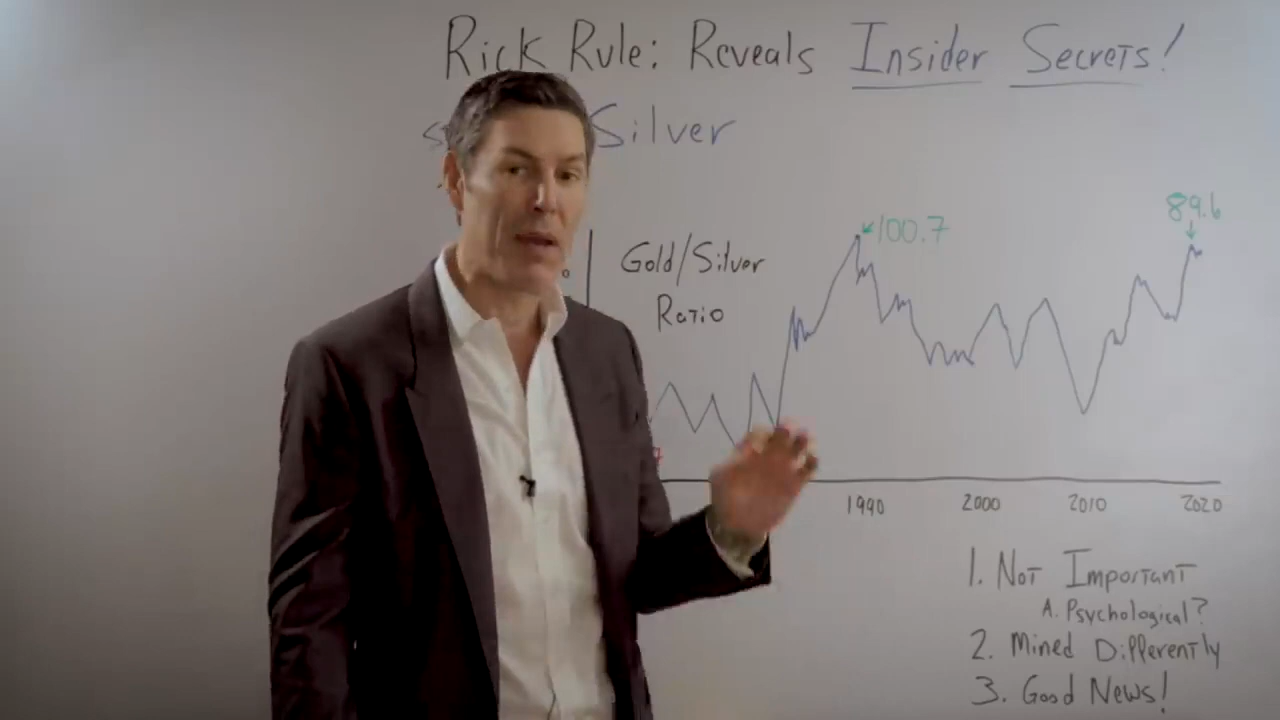 Rick Rule: Reveals Insider Secrets!
Silver
Gold/Silver
Ratio
100.7
89.6
1990 2000 2010 2020
1. Not Important
A. Psychological?
2. Mined Differently
3. Good News!